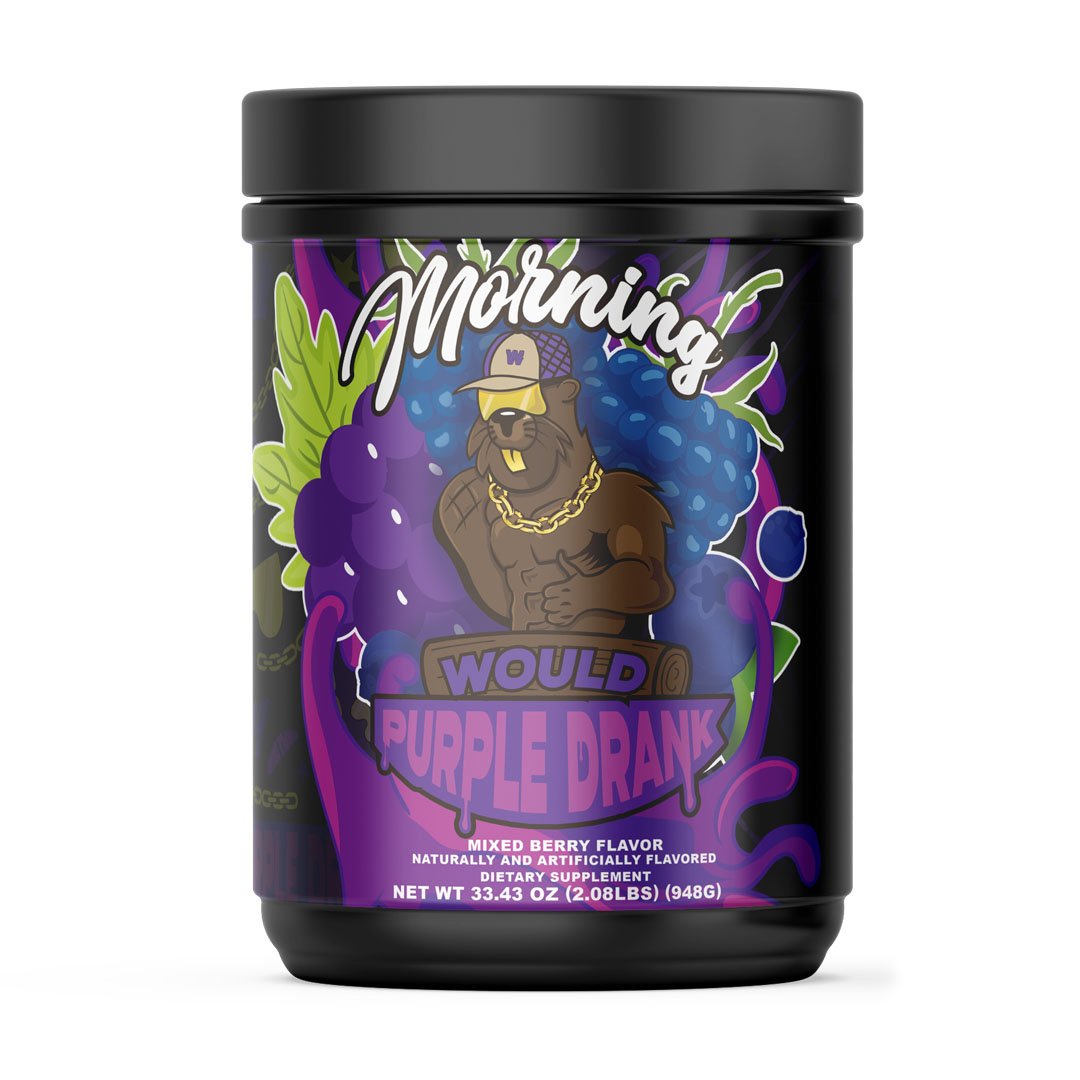 Morning
W
WOULD
PURPLE DRANK
MIXED BERRY FLAVOR
NATURALLY AND ARTIFICIALLY FLAVORED
DIETARY SUPPLEMENT
NET WT 33.43 OZ (2.08LBS) (948G)